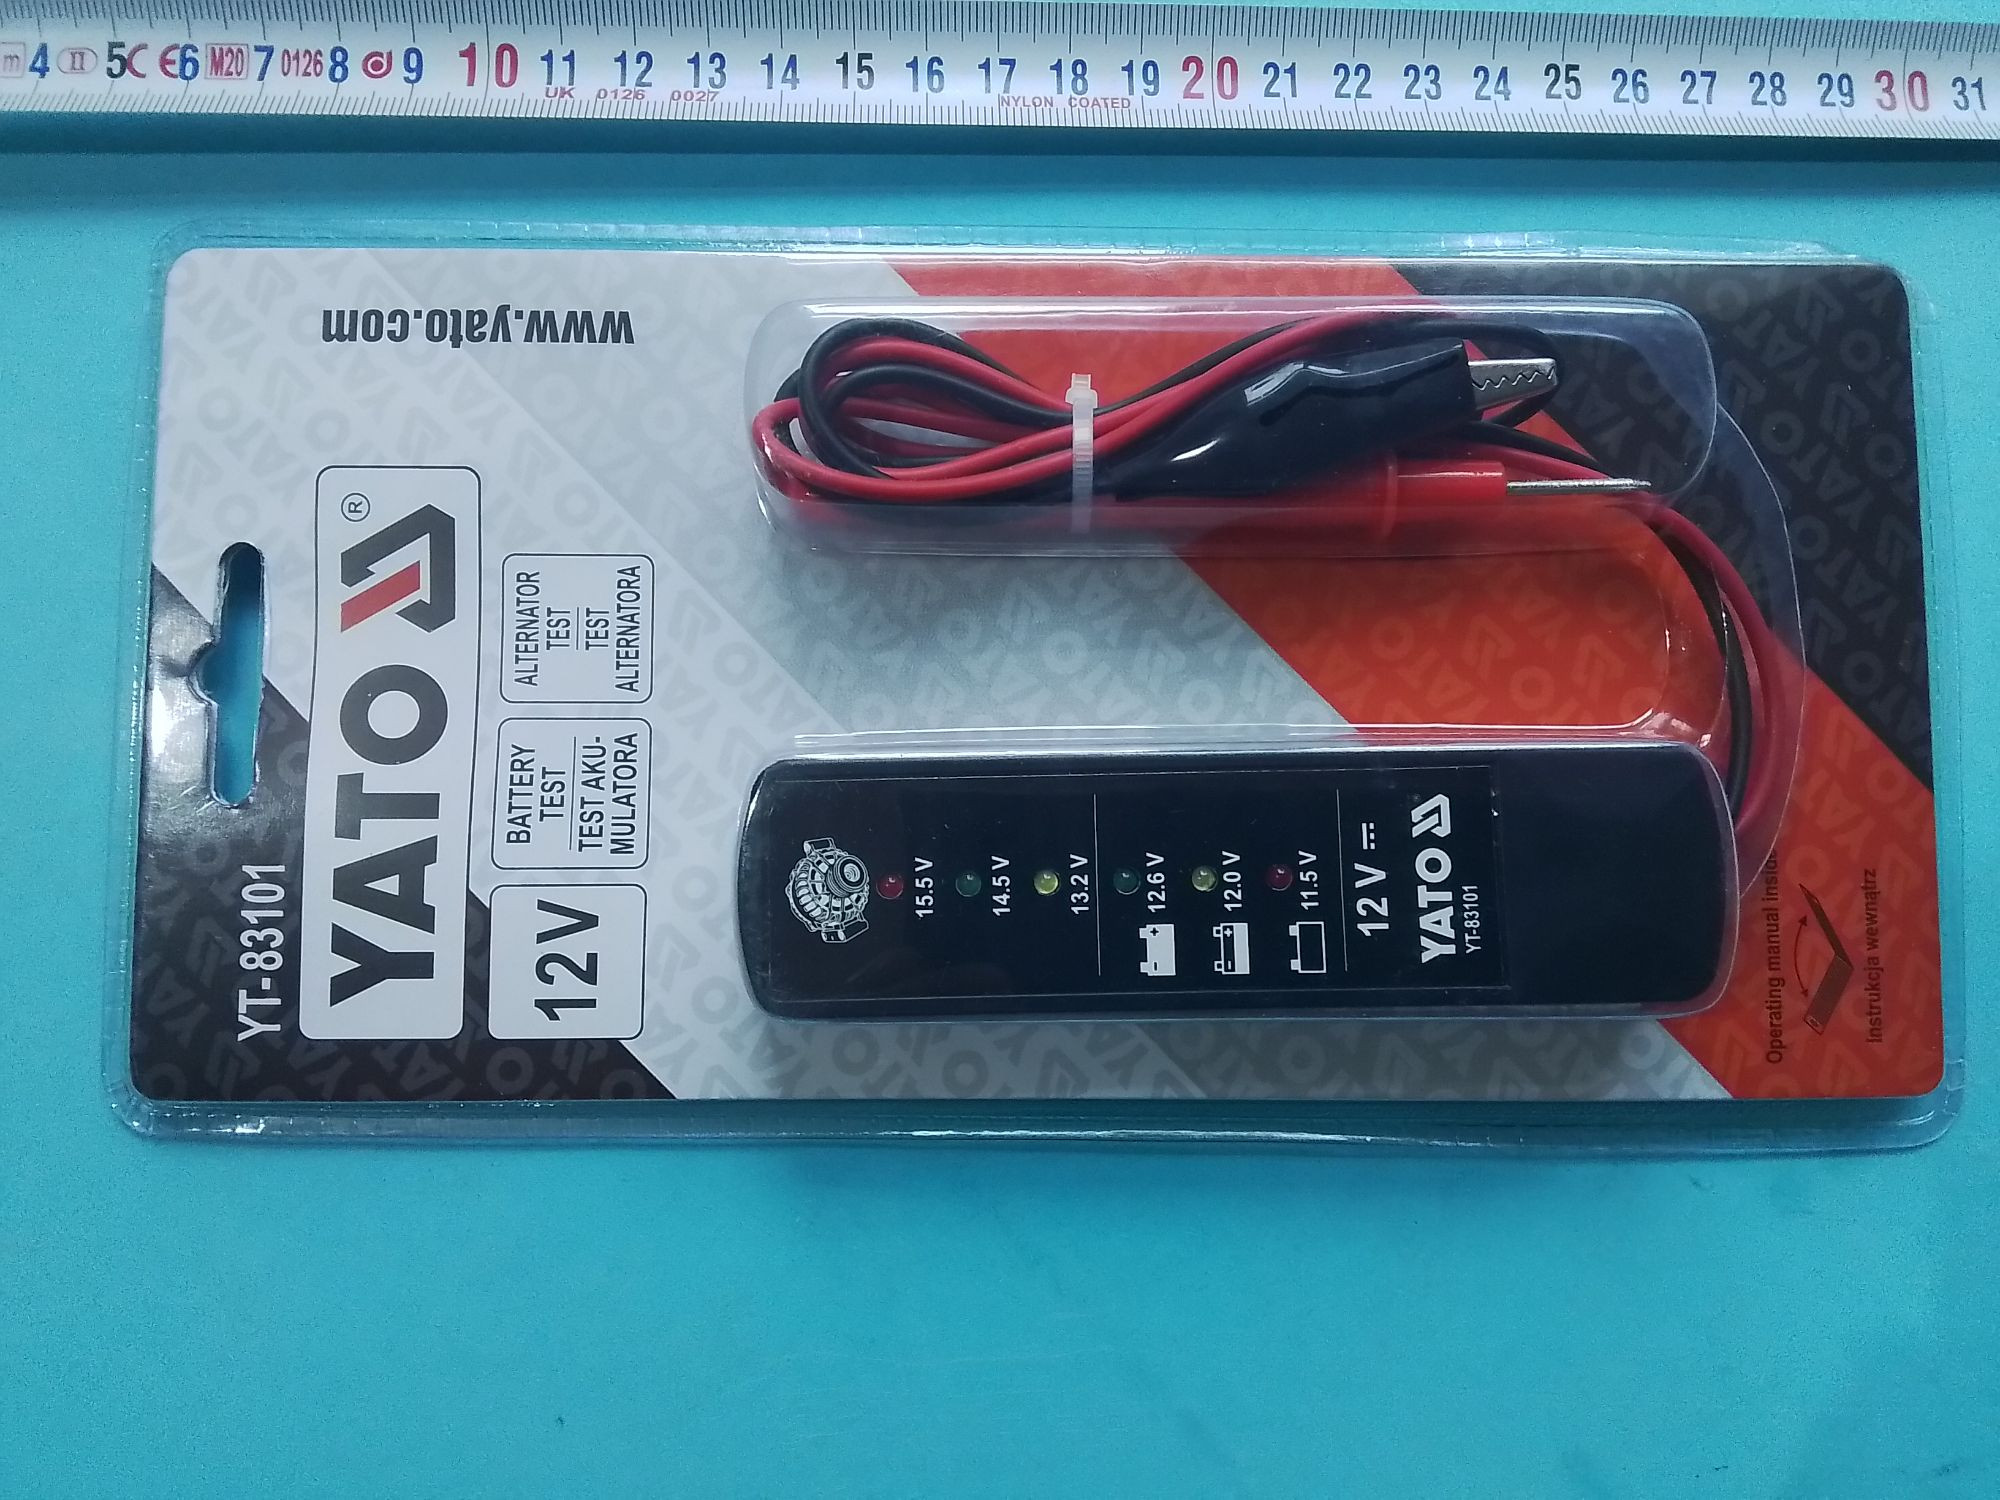 m 4 II 5 CE 6 M20 7 0126 8 9 10 11 12 13 14 15 16 17 18 19 20 21 22 23 24 25 26 27 28 29 30 31
UK 0126 0027
NYLON COATED
www.yato.com
YT-83101
YATO ®
12V
BATTERY
TEST
TEST AKU-
MULATORA
ALTERNATOR
TEST
TEST
ALTERNATORA
15.5 V
14.5 V
13.2 V
12.6 V
12.0 V
11.5 V
12 V
YATO
YT-83101
Operating manual inside
Instrukcja wewnątrz